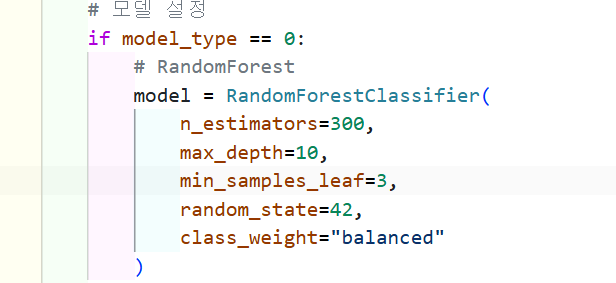 # 모델 설정
if model_type == 0:
# RandomForest
model = RandomForestClassifier(
n_estimators=300,
max_depth=10,
min_samples_leaf=3,
random_state=42,
class_weight="balanced"
)